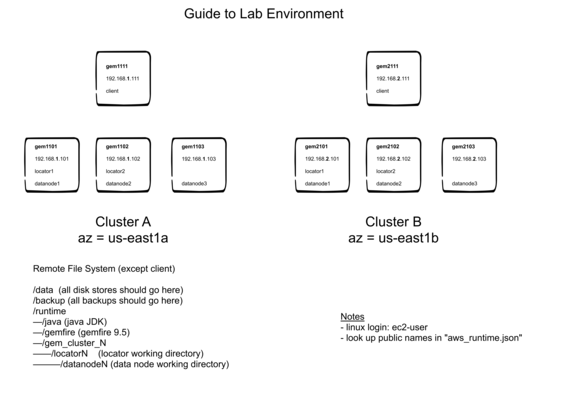 Guide to Lab Environment
gem1111
192.168.1.111
client
gem2111
192.168.2.111
client
gem1101
192.168.1.101
locator1
datanode1
gem1102
192.168.1.102
locator2
datanode2
gem1103
192.168.1.103
datanode3
gem2101
192.168.2.101
locator1
datanode1
gem2102
192.168.2.102
locator2
datanode2
gem2103
192.168.2.103
datanode3
Cluster A
az = us-east1a
Cluster B
az = us-east1b
Remote File System (except client)
/data (all disk stores should go here)
/backup (all backups should go here)
/runtime
—/java (java JDK)
—/gemfire (gemfire 9.5)
—/gem_cluster_N
——/locatorN (locator working directory)
———/datanodeN (data node working directory)
Notes
- linux login: ec2-user
- look up public names in "aws_runtime.json"